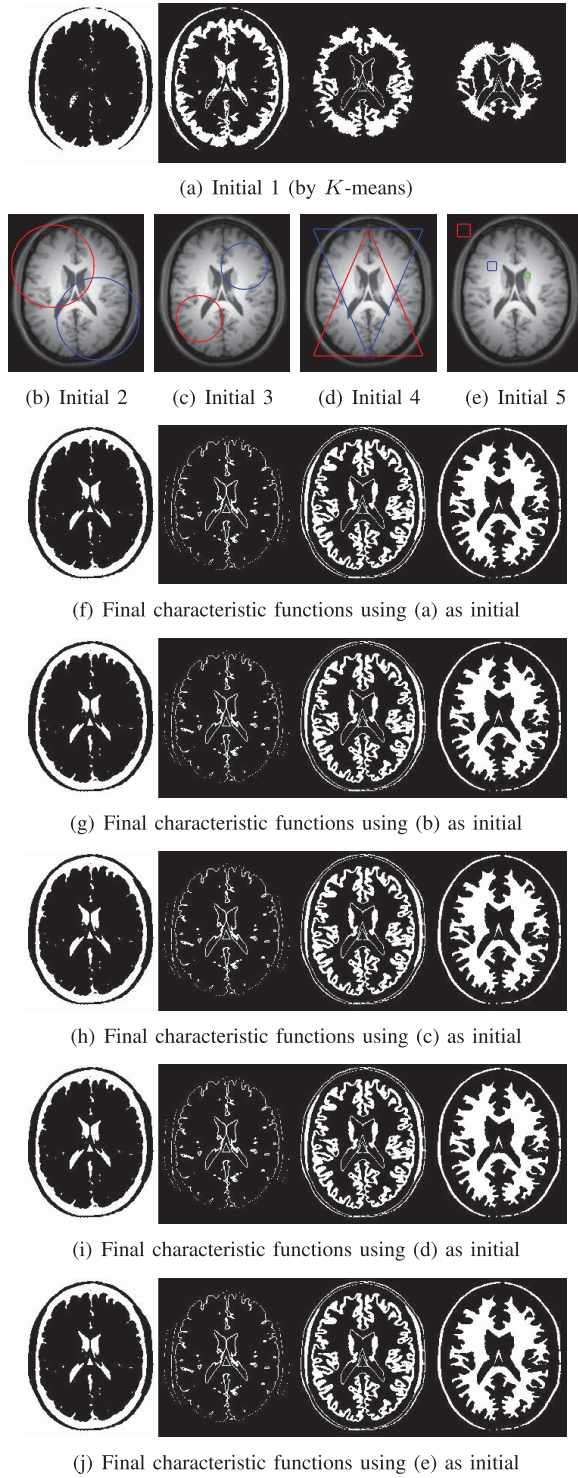 (a) Initial 1 (by K-means)
(b) Initial 2 (c) Initial 3 (d) Initial 4 (e) Initial 5
(f) Final characteristic functions using (a) as initial
(g) Final characteristic functions using (b) as initial
(h) Final characteristic functions using (c) as initial
(i) Final characteristic functions using (d) as initial
(j) Final characteristic functions using (e) as initial